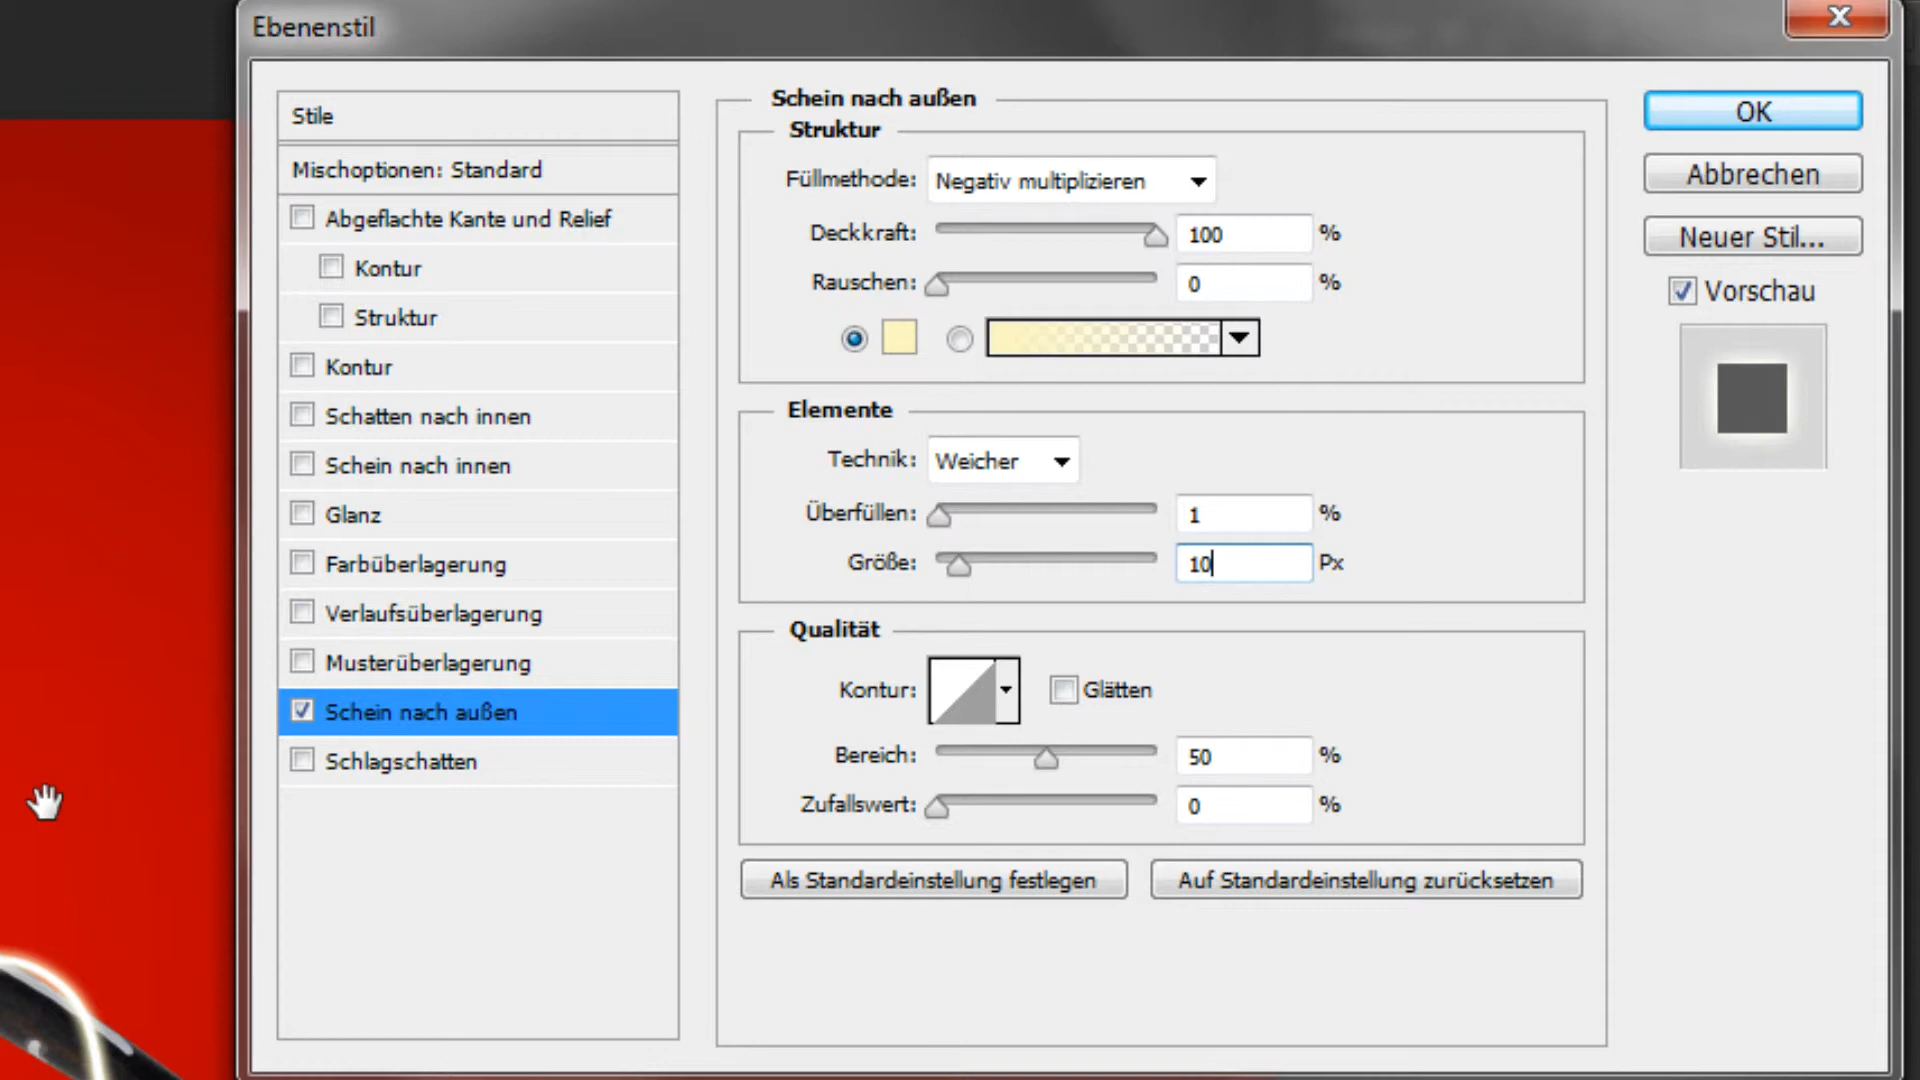 Ebenenstil
Stile
Mischoptionen: Standard
Abgeflachte Kante und Relief
Kontur
Struktur
Kontur
Schatten nach innen
Schein nach innen
Glanz
Farbüberlagerung
Verlaufsüberlagerung
Musterüberlagerung
Schein nach außen
Schlagschatten
Schein nach außen
Struktur
Füllmethode: Negativ multiplizieren
Deckkraft: 100 %
Rauschen: 0 %
Elemente
Technik: Weicher
Überfüllen: 1 %
Größe: 10 Px
Qualität
Kontur: Glätten
Bereich: 50 %
Zufallswert: 0 %
Als Standardeinstellung festlegen Auf Standardeinstellung zurücksetzen
OK
Abbrechen
Neuer Stil...
Vorschau